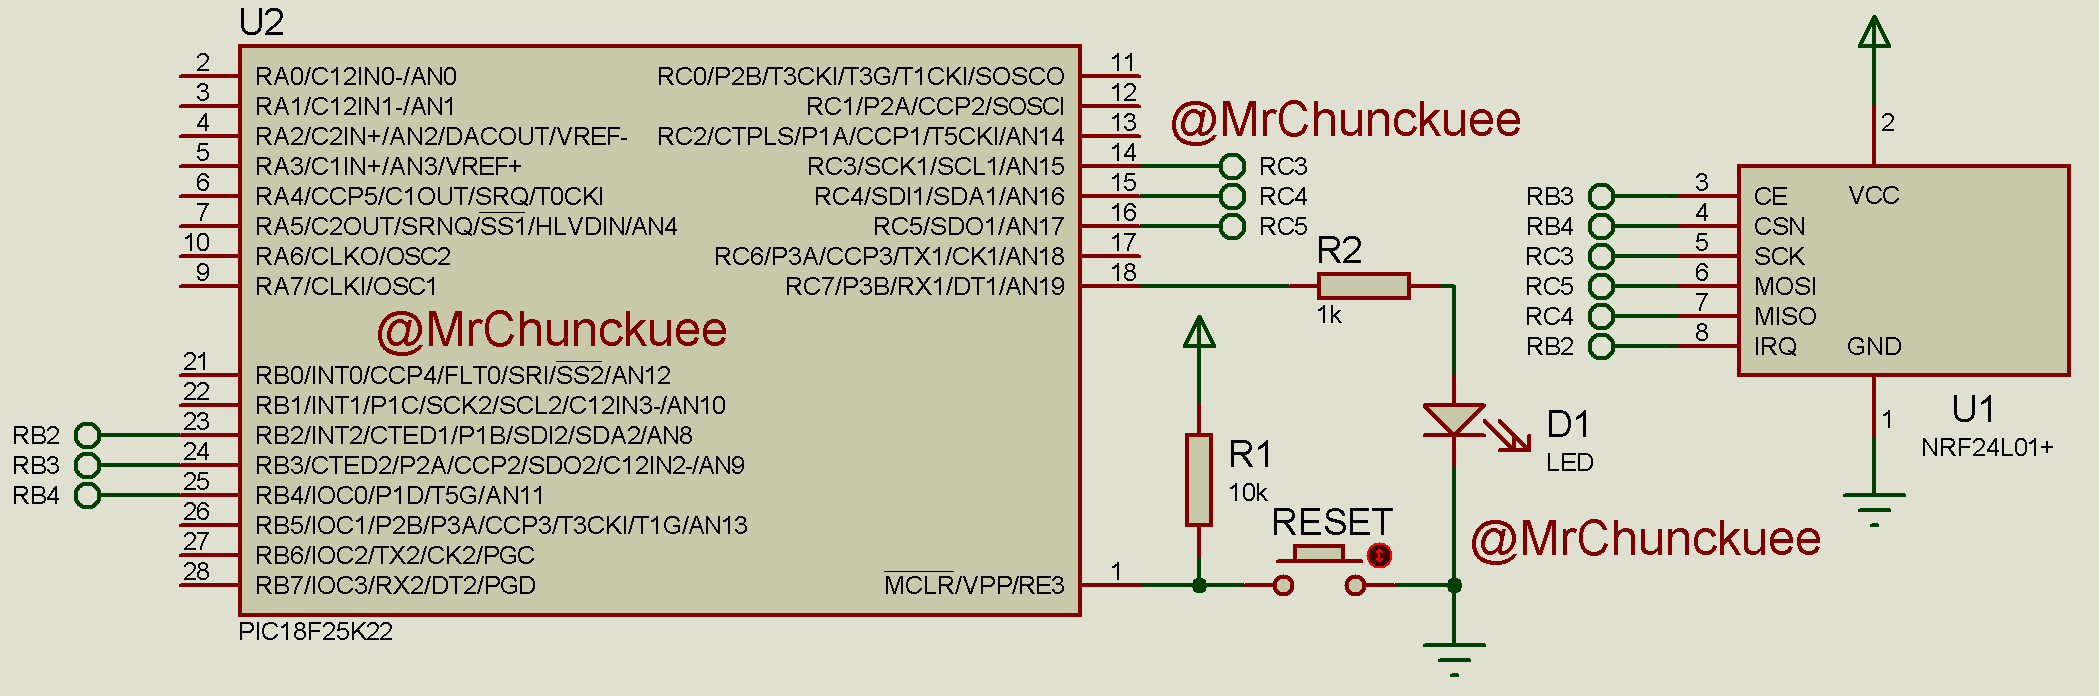 U2
2 RA0/C12IN0-/AN0
3 RA1/C12IN1-/AN1
4 RA2/C2IN+/AN2/DACOUT/VREF-
5 RA3/C1IN+/AN3/VREF+
6 RA4/CCP5/C1OUT/SRQ/T0CKI
7 RA5/C2OUT/SRNQ/SS1/HLVDIN/AN4
10 RA6/CLKO/OSC2
9 RA7/CLKI/OSC1
@MrChunckuee
21 RB0/INT0/CCP4/FLT0/SRI/SS2/AN12
22 RB1/INT1/P1C/SCK2/SCL2/C12IN3-/AN10
RB2 23 RB2/INT2/CTED1/P1B/SDI2/SDA2/AN8
RB3 24 RB3/CTED2/P2A/CCP2/SDO2/C12IN2-/AN9
RB4 25 RB4/IOC0/P1D/T5G/AN11
26 RB5/IOC1/P2B/P3A/CCP3/T3CKI/T1G/AN13
27 RB6/IOC2/TX2/CK2/PGC
28 RB7/IOC3/RX2/DT2/PGD
PIC18F25K22
RC0/P2B/T3CKI/T3G/T1CKI/SOSCO 11
RC1/P2A/CCP2/SOSCI 12
RC2/CTPLS/P1A/CCP1/T5CKI/AN14 13
RC3/SCK1/SCL1/AN15 14 RC3
RC4/SDI1/SDA1/AN16 15 RC4
RC5/SDO1/AN17 16 RC5
RC6/P3A/CCP3/TX1/CK1/AN18 17
RC7/P3B/RX1/DT1/AN19 18
MCLR/VPP/RE3 1
@MrChunckuee
R2
1k
R1
10k
RESET
D1
LED
@MrChunckuee
2
VCC
RB3 3 CE
RB4 4 CSN
RC3 5 SCK
RC5 6 MOSI
RC4 7 MISO
RB2 8 IRQ
GND
1
U1
NRF24L01+